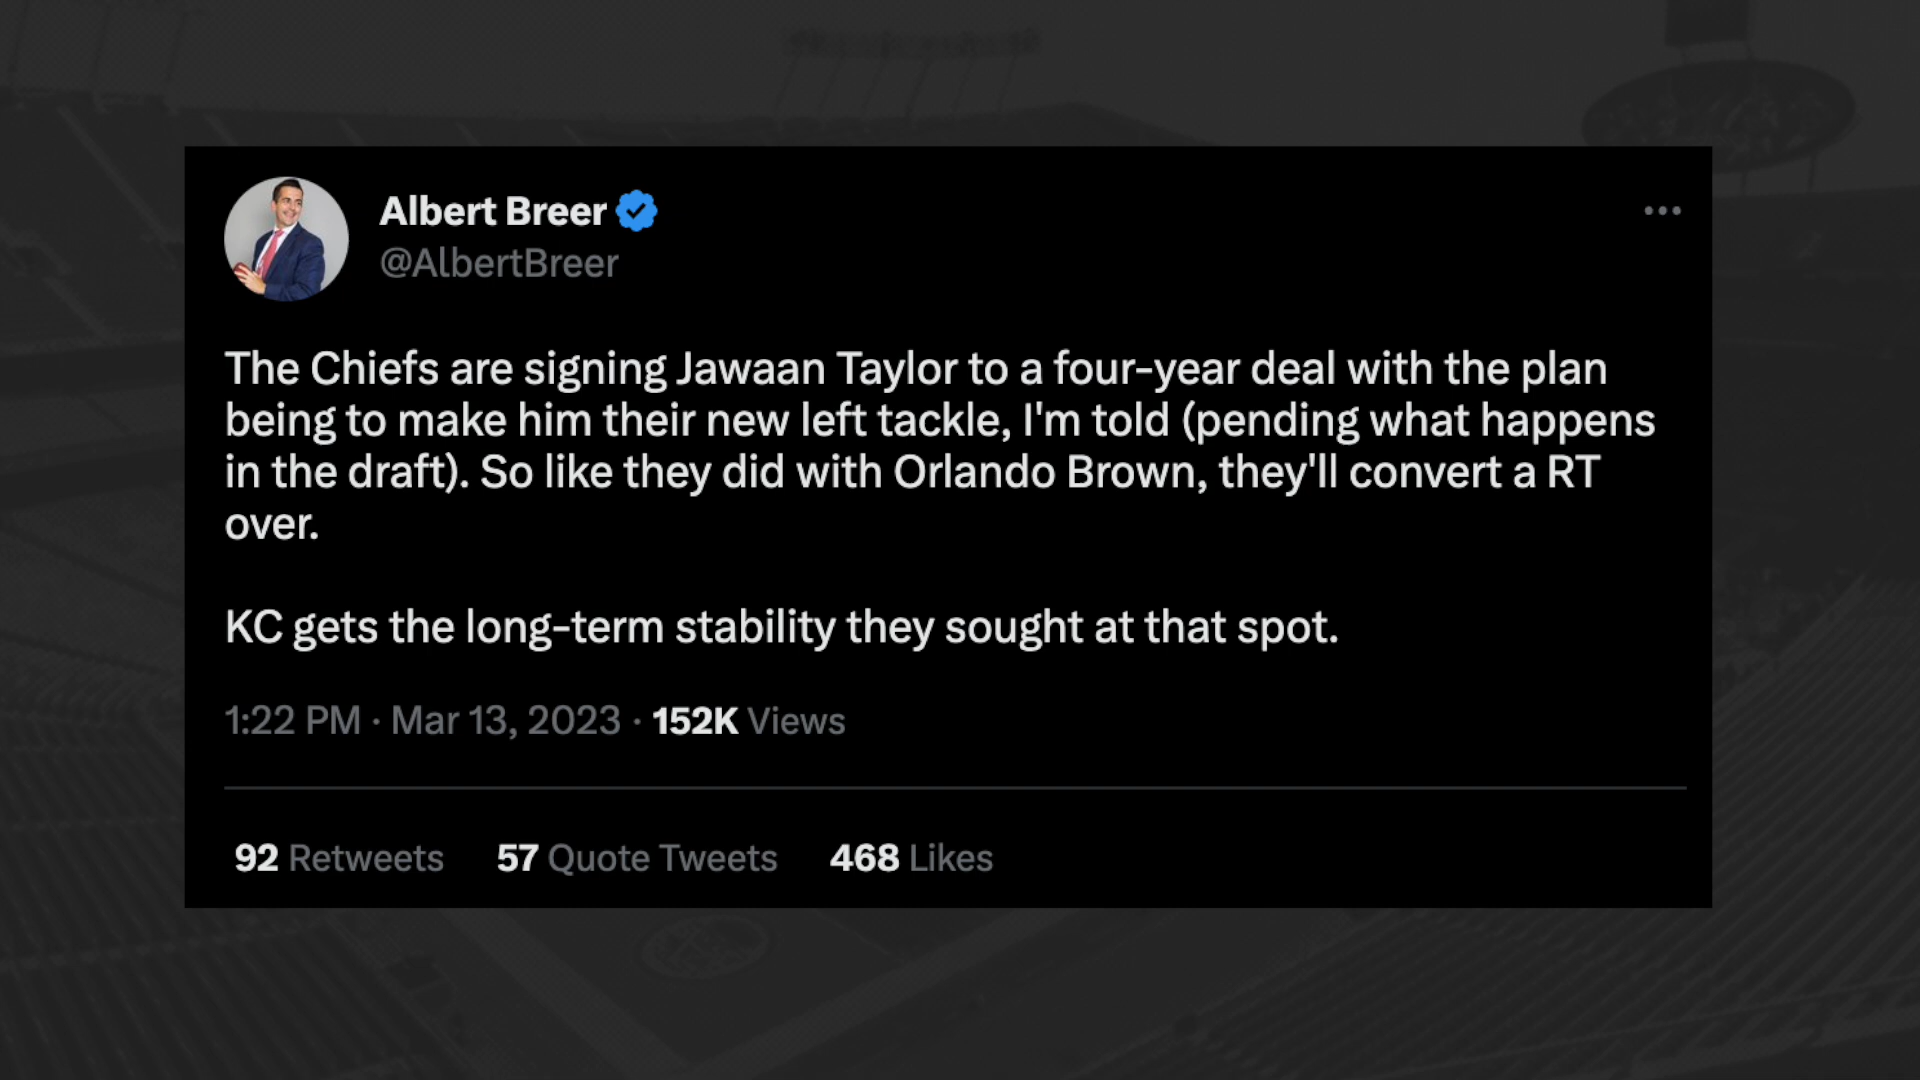 Albert Breer
@AlbertBreer
The Chiefs are signing Jawaan Taylor to a four-year deal with the plan
being to make him their new left tackle, I'm told (pending what happens
in the draft). So like they did with Orlando Brown, they'll convert a RT
over.
KC gets the long-term stability they sought at that spot.
1:22 PM · Mar 13, 2023 · 152K Views
92 Retweets 57 Quote Tweets 468 Likes